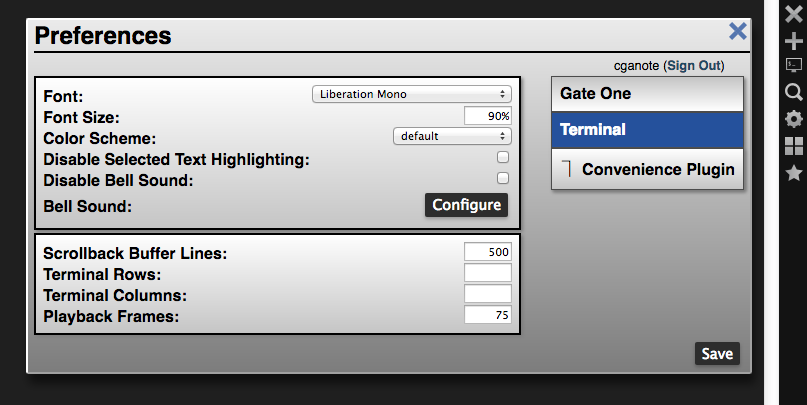 Preferences
cganote (Sign Out)
Font:
Liberation Mono
Font Size:
90%
Color Scheme:
default
Disable Selected Text Highlighting:
Disable Bell Sound:
Bell Sound:
Configure
Scrollback Buffer Lines:
500
Terminal Rows:
Terminal Columns:
Playback Frames:
75
Gate One
Terminal
Convenience Plugin
Save